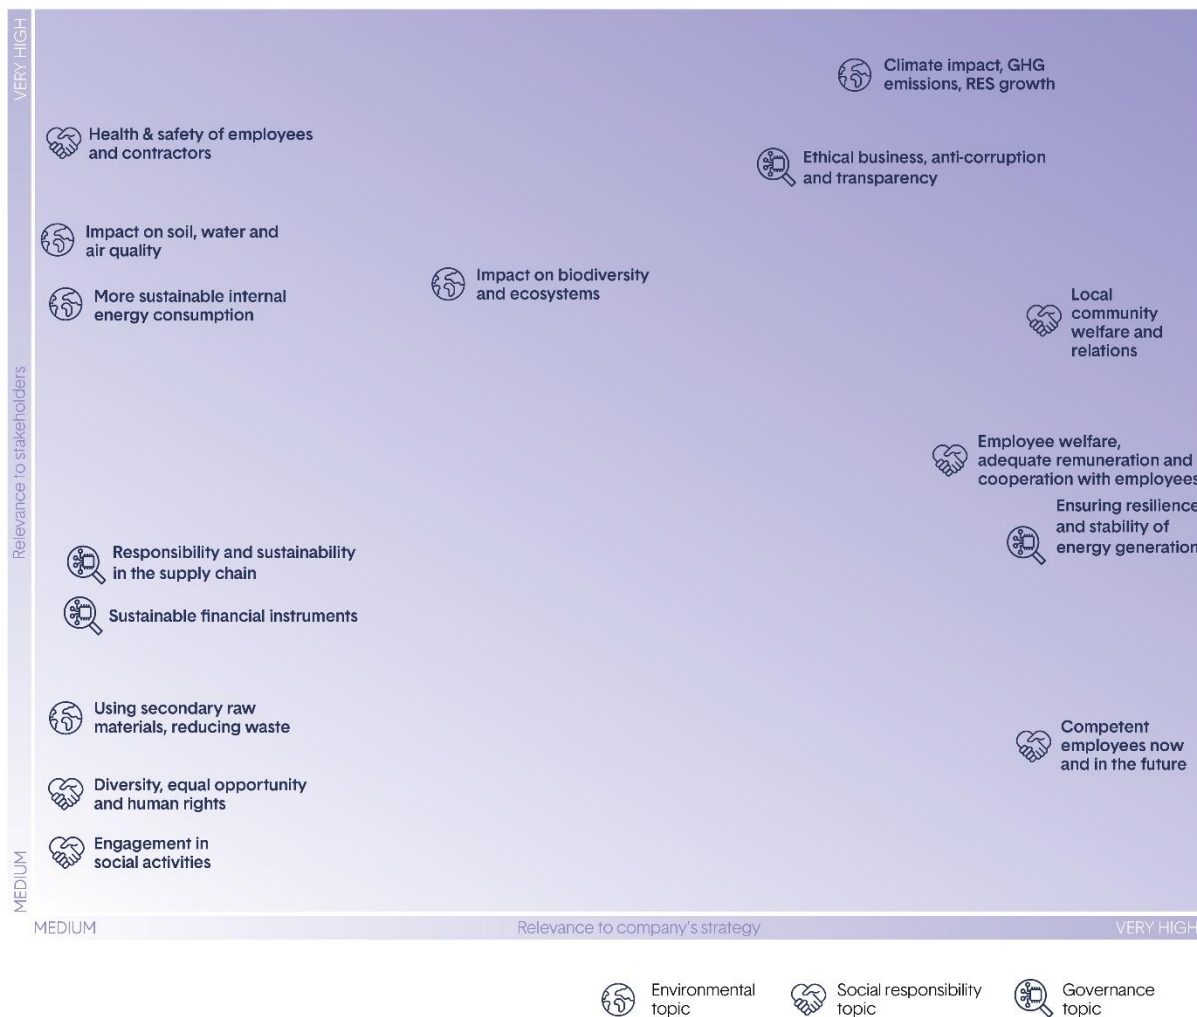 VERY HIGH
Relevance to stakeholders
MEDIUM
Climate impact, GHG
emissions, RES growth
Health & safety of employees
and contractors
Ethical business, anti-corruption
and transparency
Impact on soil, water and
air quality
Impact on biodiversity
and ecosystems
More sustainable internal
energy consumption
Local
community
welfare and
relations
Employee welfare,
adequate remuneration and
cooperation with employees
Ensuring resilience
and stability of
energy generation
Responsibility and sustainability
in the supply chain
Sustainable financial instruments
Using secondary raw
materials, reducing waste
Competent
employees now
and in the future
Diversity, equal opportunity
and human rights
Engagement in
social activities
MEDIUM
Relevance to company's strategy
VERY HIGH
Environmental
topic
Social responsibility
topic
Governance
topic